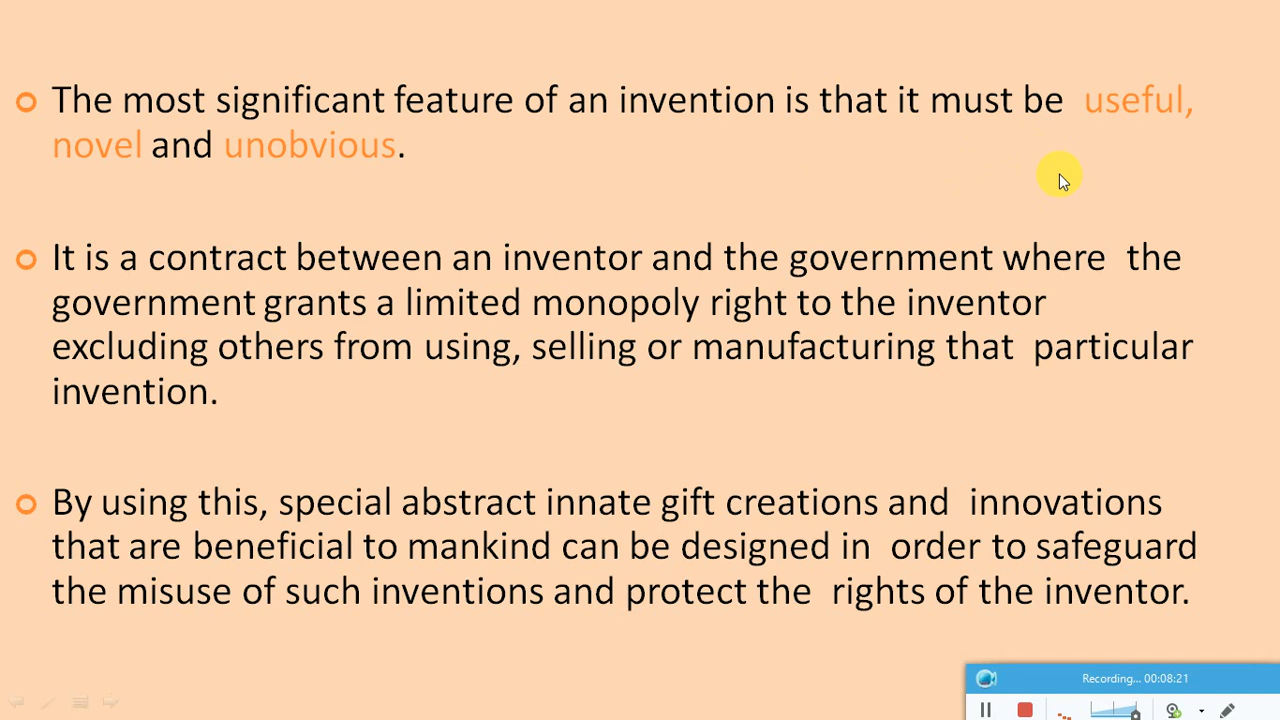 The most significant feature of an invention is that it must be useful,
novel and unobvious.
It is a contract between an inventor and the government where the
government grants a limited monopoly right to the inventor
excluding others from using, selling or manufacturing that particular
invention.
By using this, special abstract innate gift creations and innovations
that are beneficial to mankind can be designed in order to safeguard
the misuse of such inventions and protect the rights of the inventor.
Recording... 00:08:21